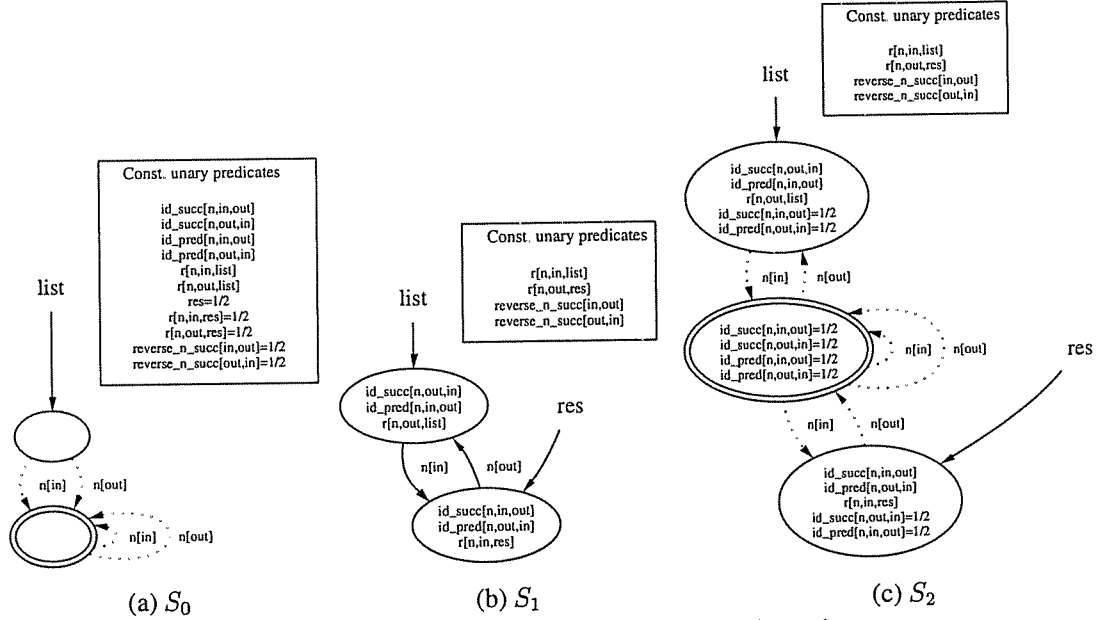 list
Const. unary predicates
id_succ[n,in,out]
id_succ[n,out,in]
id_pred[n,in,out]
id_pred[n,out,in]
r[n,in,list]
r[n,out,list]
res=1/2
r[n,in,res]=1/2
r[n,out,res]=1/2
reverse_n_succ[in,out]=1/2
reverse_n_succ[out,in]=1/2
n[in]
n[out]
n[in]
n[out]
(a) S0
list
Const. unary predicates
r[n,in,list]
r[n,out,res]
reverse_n_succ[in,out]
reverse_n_succ[out,in]
id_succ[n,out,in]
id_pred[n,in,out]
r[n,out,list]
res
n[in]
n[out]
id_succ[n,in,out]
id_pred[n,out,in]
r[n,in,res]
(b) S1
list
Const. unary predicates
r[n,in,list]
r[n,out,res]
reverse_n_succ[in,out]
reverse_n_succ[out,in]
id_succ[n,out,in]
id_pred[n,in,out]
r[n,out,list]
id_succ[n,in,out]=1/2
id_pred[n,out,in]=1/2
n[in]
n[out]
id_succ[n,in,out]=1/2
id_succ[n,out,in]=1/2
id_pred[n,in,out]=1/2
id_pred[n,out,in]=1/2
n[in]
n[out]
res
n[in]
n[out]
id_succ[n,in,out]
id_pred[n,out,in]
r[n,in,res]
id_succ[n,out,in]=1/2
id_pred[n,in,out]=1/2
(c) S2